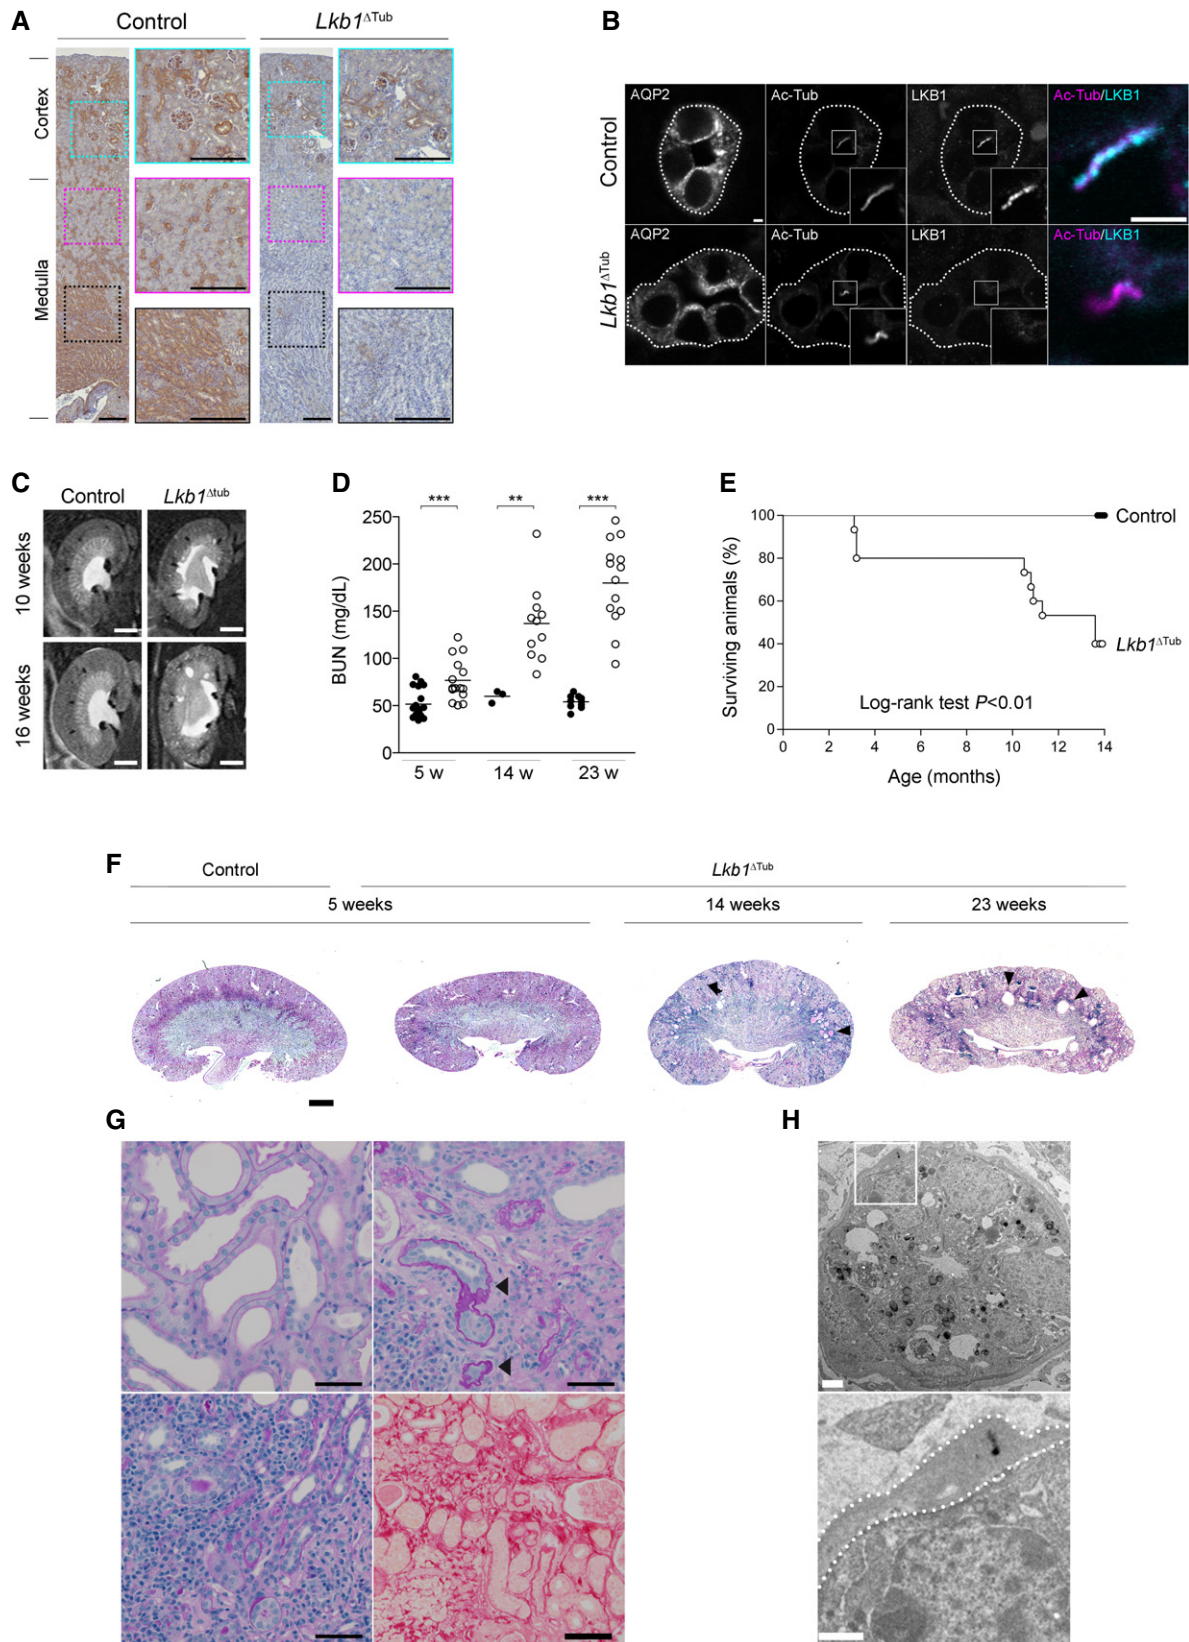 A
Control
Lkb1ΔTub
Cortex
Medulla
B
AQP2
Ac-Tub
LKB1
Ac-Tub/LKB1
Control
AQP2
Ac-Tub
LKB1
Ac-Tub/LKB1
Lkb1ΔTub
C
Control
Lkb1Δtub
10 weeks
16 weeks
D
***
**
***
250
200
150
100
50
0
BUN (mg/dL)
5 w
14 w
23 w
E
100
80
60
40
20
0
Surviving animals (%)
Control
Lkb1ΔTub
Log-rank test P<0.01
0 2 4 6 8 10 12 14
Age (months)
F
Control
Lkb1ΔTub
5 weeks
14 weeks
23 weeks
G
H